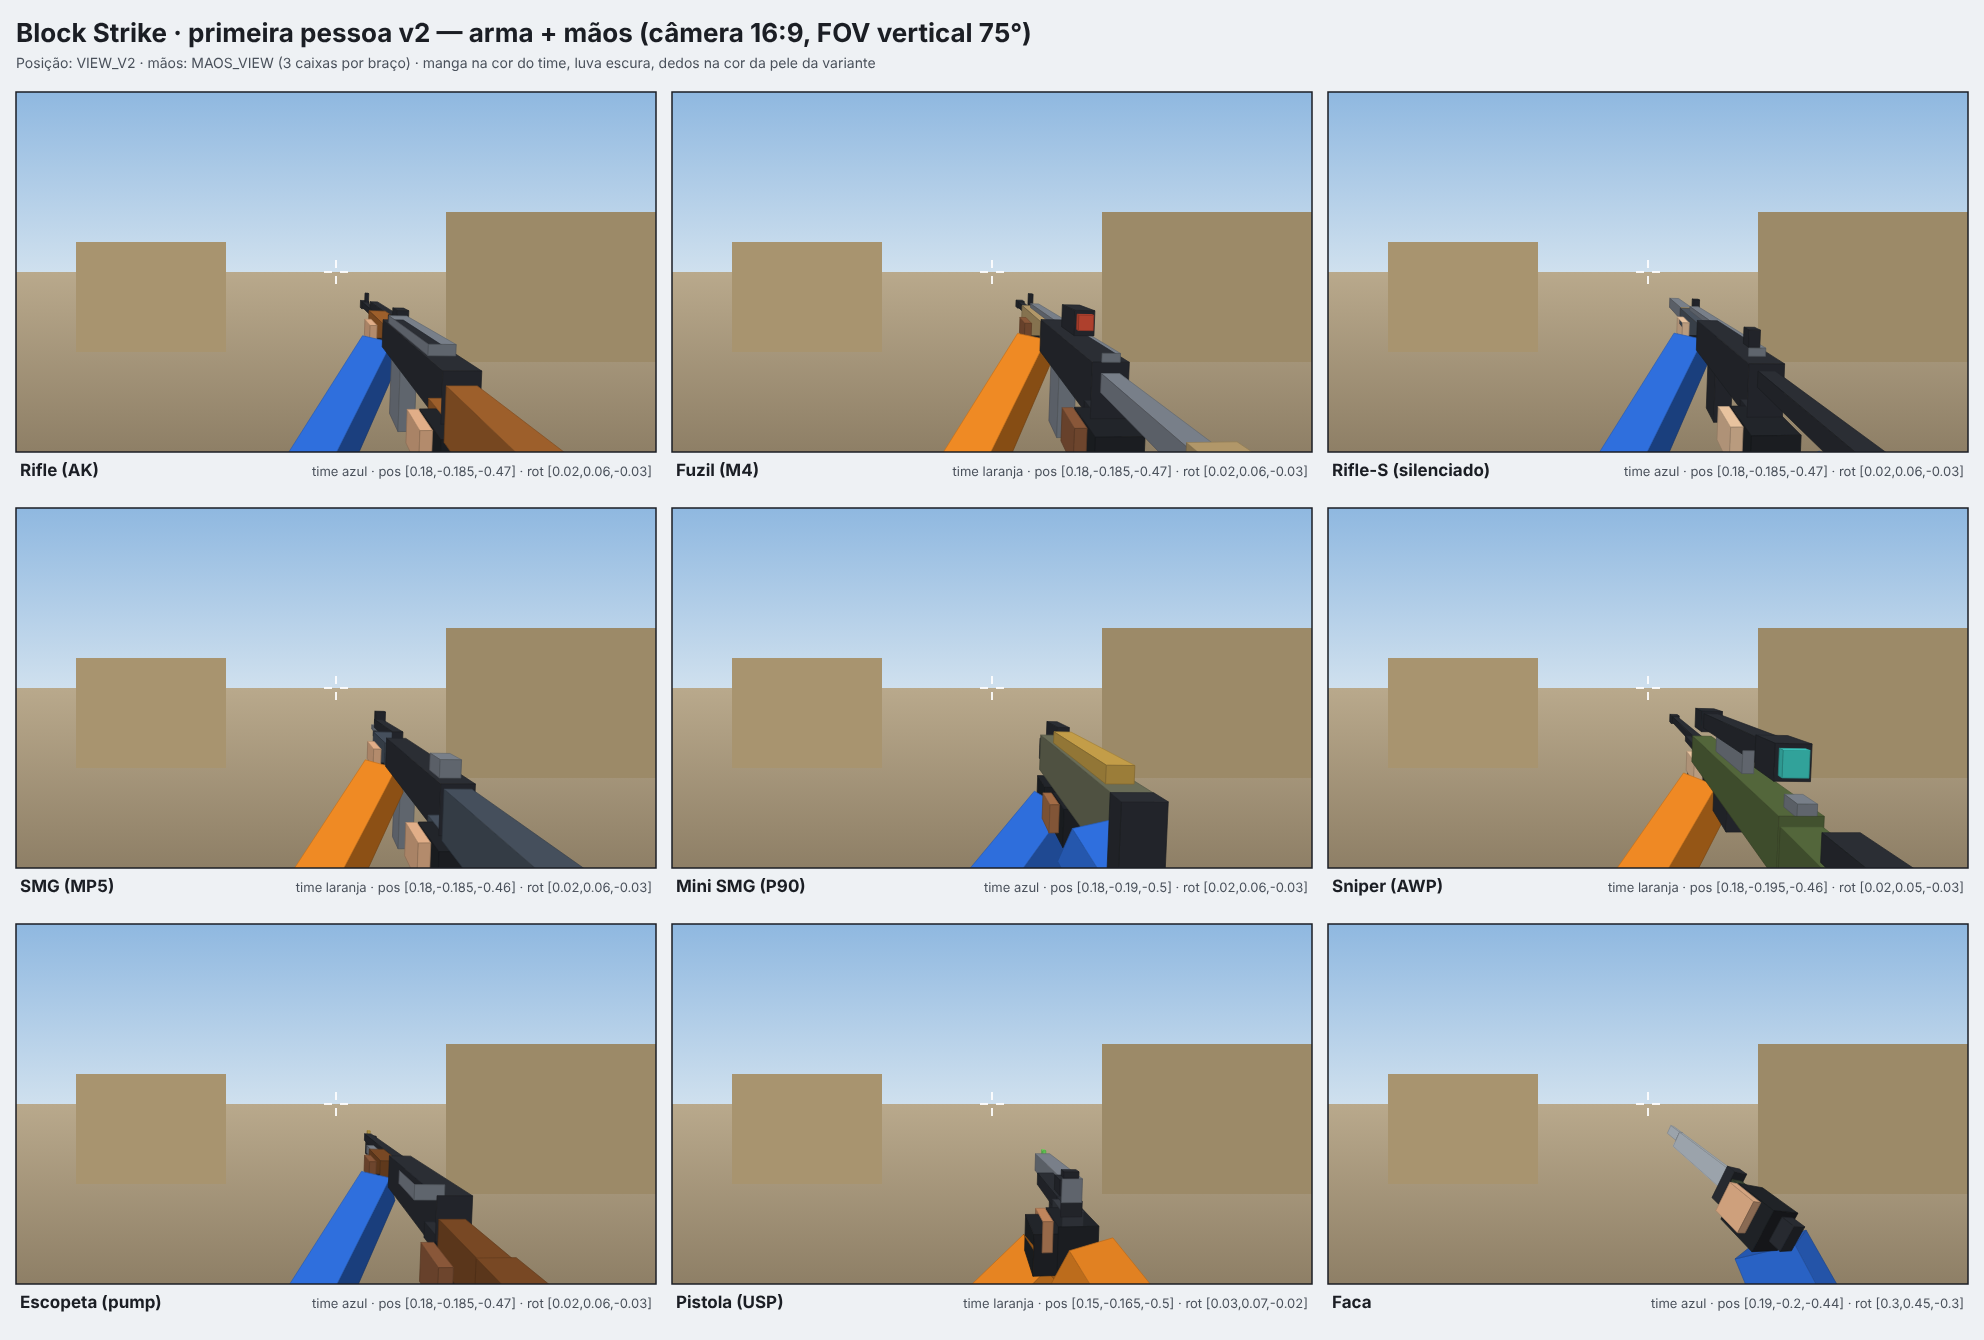 Block Strike · primeira pessoa v2 — arma + mãos (câmera 16:9, FOV vertical 75°)
Posição: VIEW_V2 · mãos: MAOS_VIEW (3 caixas por braço) · manga na cor do time, luva escura, dedos na cor da pele da variante
Rifle (AK) time azul · pos [0.18,-0.185,-0.47] · rot [0.02,0.06,-0.03]
Fuzil (M4) time laranja · pos [0.18,-0.185,-0.47] · rot [0.02,0.06,-0.03]
Rifle-S (silenciado) time azul · pos [0.18,-0.185,-0.47] · rot [0.02,0.06,-0.03]
SMG (MP5) time laranja · pos [0.18,-0.185,-0.46] · rot [0.02,0.06,-0.03]
Mini SMG (P90) time azul · pos [0.18,-0.19,-0.5] · rot [0.02,0.06,-0.03]
Sniper (AWP) time laranja · pos [0.18,-0.195,-0.46] · rot [0.02,0.05,-0.03]
Escopeta (pump) time azul · pos [0.18,-0.185,-0.47] · rot [0.02,0.06,-0.03]
Pistola (USP) time laranja · pos [0.15,-0.165,-0.5] · rot [0.03,0.07,-0.02]
Faca time azul · pos [0.19,-0.2,-0.44] · rot [0.3,0.45,-0.3]